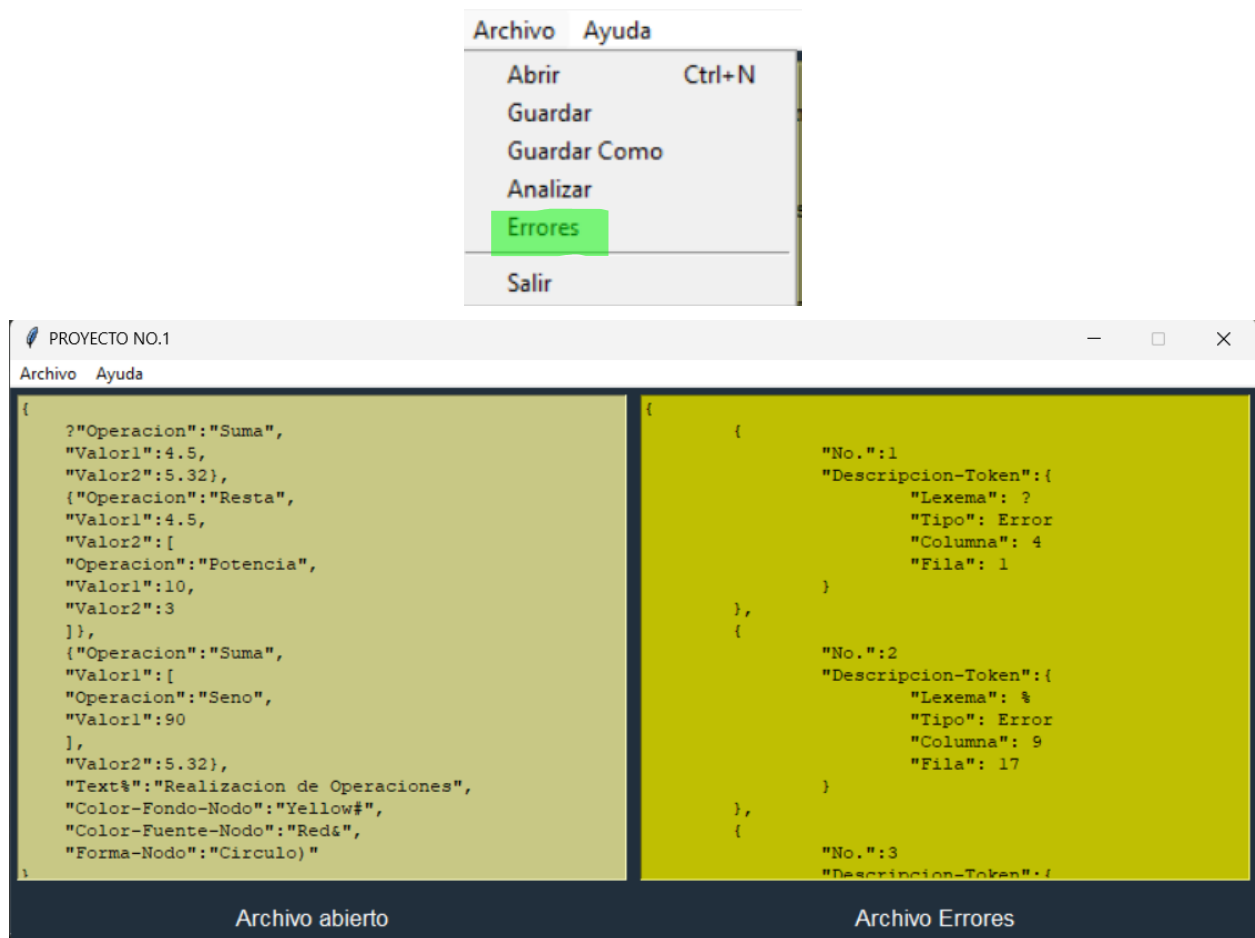 Archivo Ayuda
Abrir Ctrl+N
Guardar
Guardar Como
Analizar
Errores
Salir
PROYECTO NO.1
Archivo Ayuda
{
?"Operacion":"Suma",
"Valor1":4.5,
"Valor2":5.32},
{"Operacion":"Resta",
"Valor1":4.5,
"Valor2":[
"Operacion":"Potencia",
"Valor1":10,
"Valor2":3
]},
{"Operacion":"Suma",
"Valor1":[
"Operacion":"Seno",
"Valor1":90
],
"Valor2":5.32},
"Text%":"Realizacion de Operaciones",
"Color-Fondo-Nodo":"Yellow#",
"Color-Fuente-Nodo":"Red&",
"Forma-Nodo":"Circulo)"
}
{
{
"No.":1
"Descripcion-Token":{
"Lexema": ?
"Tipo": Error
"Columna": 4
"Fila": 1
}
},
{
"No.":2
"Descripcion-Token":{
"Lexema": %
"Tipo": Error
"Columna": 9
"Fila": 17
}
},
{
"No.":3
"Descripcion-Token":{
Archivo abierto
Archivo Errores